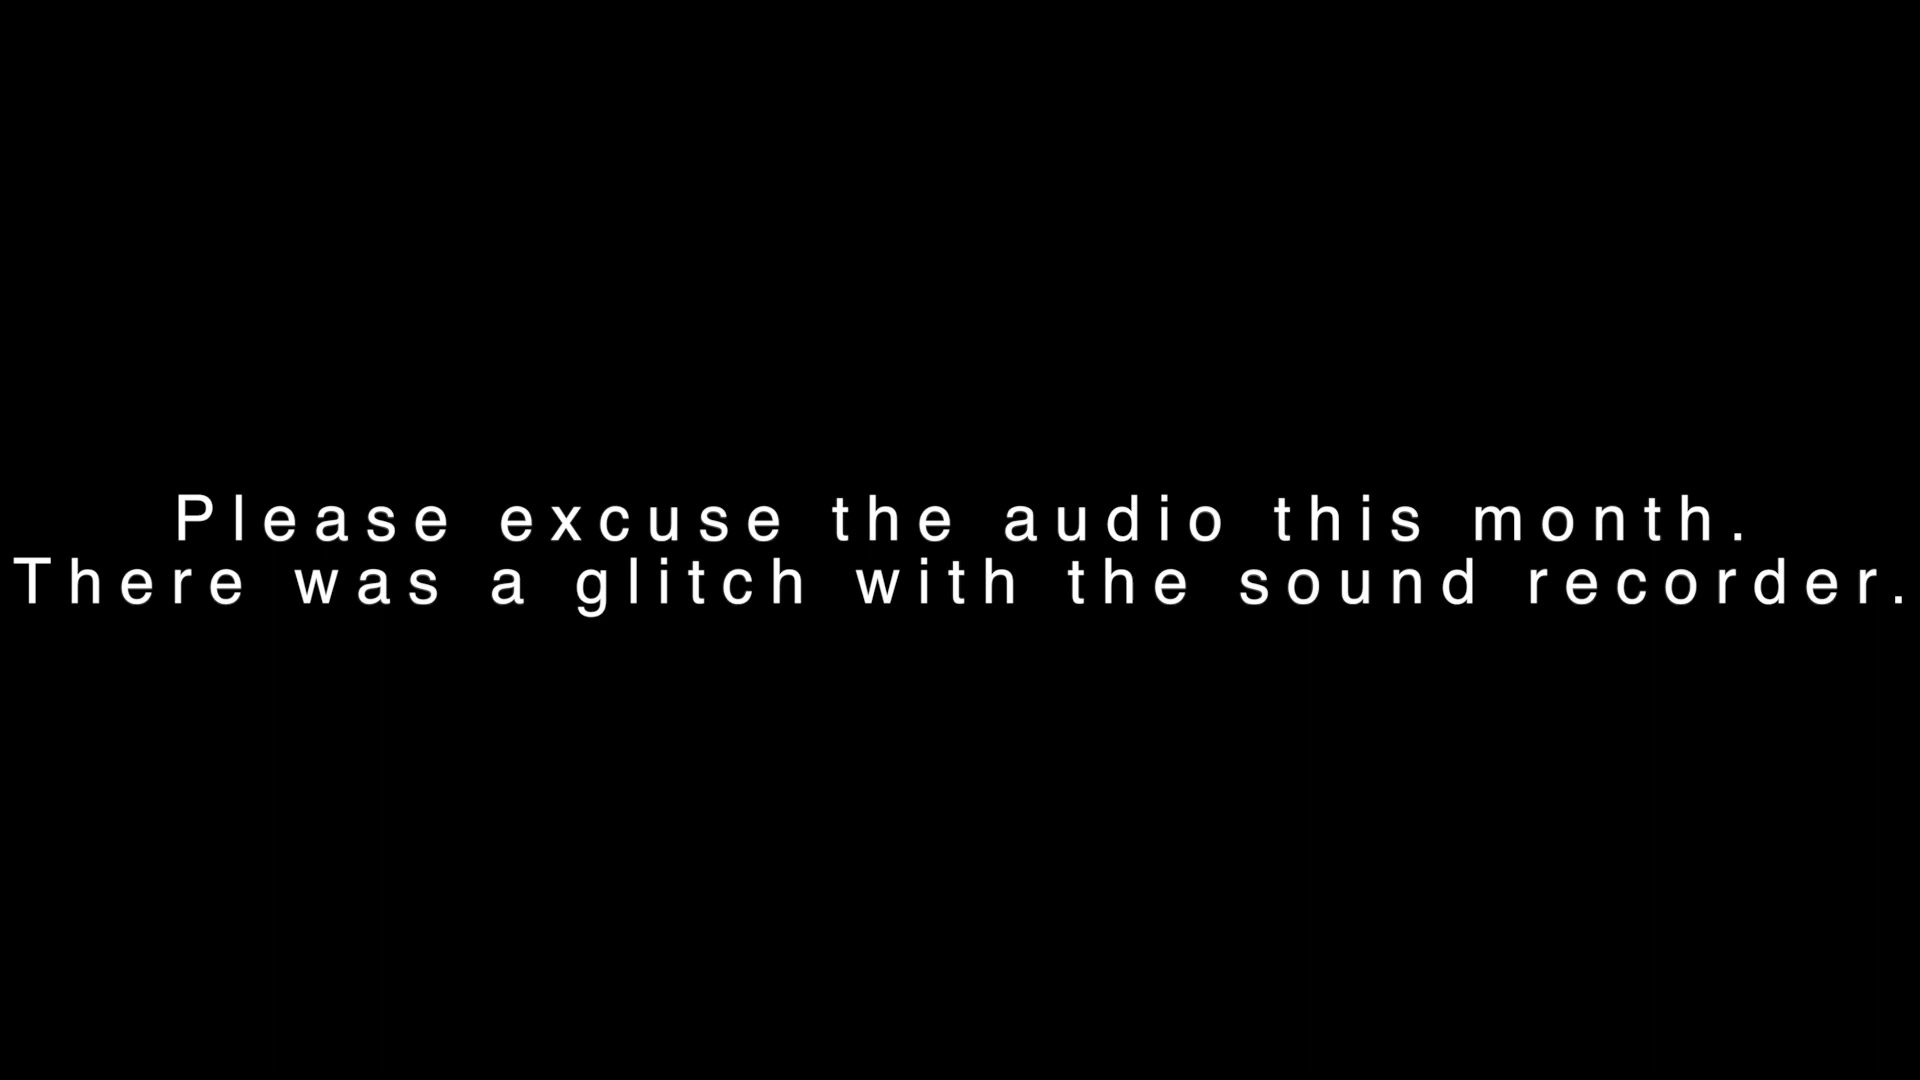 Please excuse the audio this month.
There was a glitch with the sound recorder.